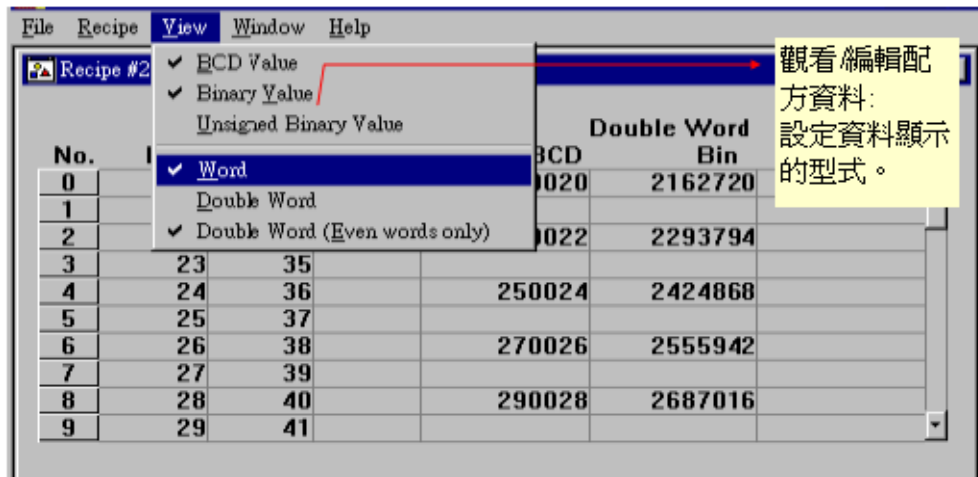 File Recipe View Window Help
Recipe #2
BCD Value
Binary Value
Unsigned Binary Value
Word
Double Word
Double Word (Even words only)
觀看/編輯配
方資料:
設定資料顯示
的型式。
Double Word
No. BCD Bin
0 0020 2162720
1
2 0022 2293794
3 23 35
4 24 36 250024 2424868
5 25 37
6 26 38 270026 2555942
7 27 39
8 28 40 290028 2687016
9 29 41